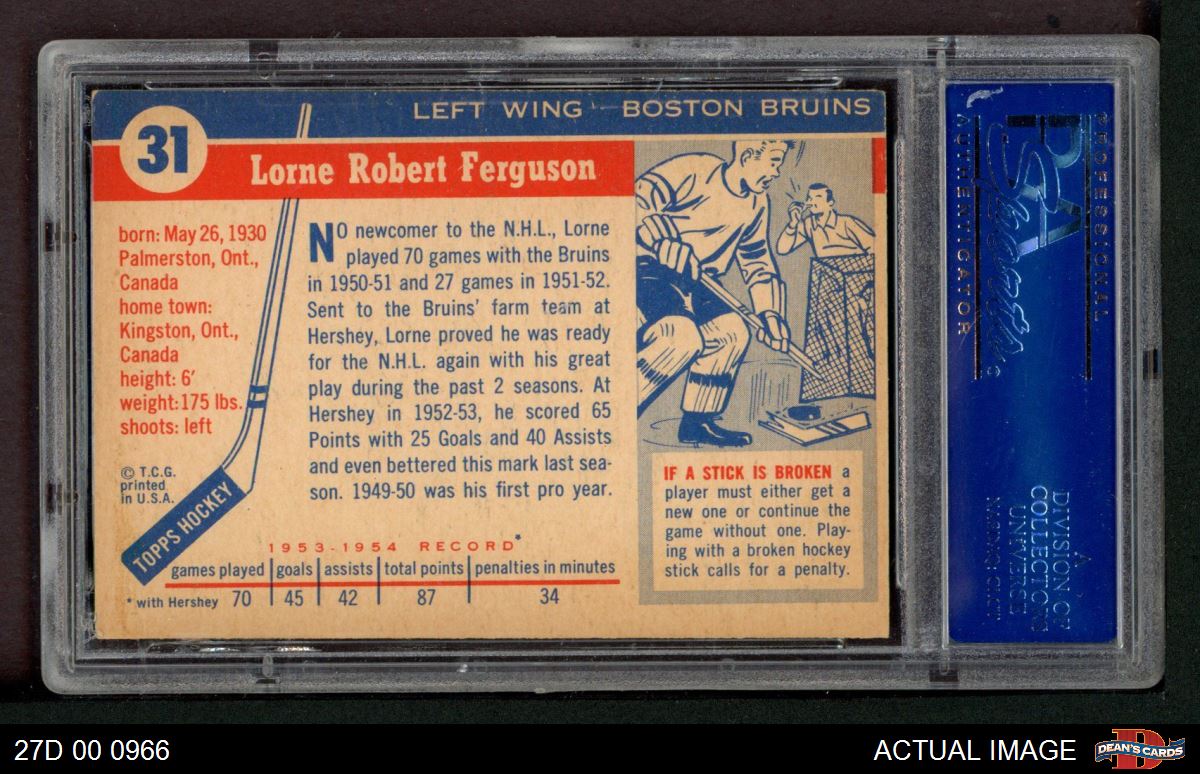 31
LEFT WING BOSTON BRUINS
Lorne Robert Ferguson
born: May 26, 1930
Palmerston, Ont.,
Canada
home town:
Kingston, Ont.,
Canada
height: 6'
weight: 175 lbs.
shoots: left
© T.C.G.
printed
in U.S.A.
TOPPS HOCKEY
NO newcomer to the N.H.L., Lorne
played 70 games with the Bruins
in 1950-51 and 27 games in 1951-52.
Sent to the Bruins' farm team at
Hershey, Lorne proved he was ready
for the N.H.L. again with his great
play during the past 2 seasons. At
Hershey in 1952-53, he scored 65
Points with 25 Goals and 40 Assists
and even bettered this mark last sea-
son. 1949-50 was his first pro year.
1953-1954 RECORD*
games played goals assists total points penalties in minutes
* with Hershey 70 45 42 87 34
IF A STICK IS BROKEN a
player must either get a
new one or continue the
game without one. Play-
ing with a broken hockey
stick calls for a penalty.
PROFESSIONAL
PSA
Sports
AUTHENTICATOR
A
DIVISION OF
COLLECTORS
UNIVERSE
27D 00 0966
ACTUAL IMAGE
DEAN'S CARDS